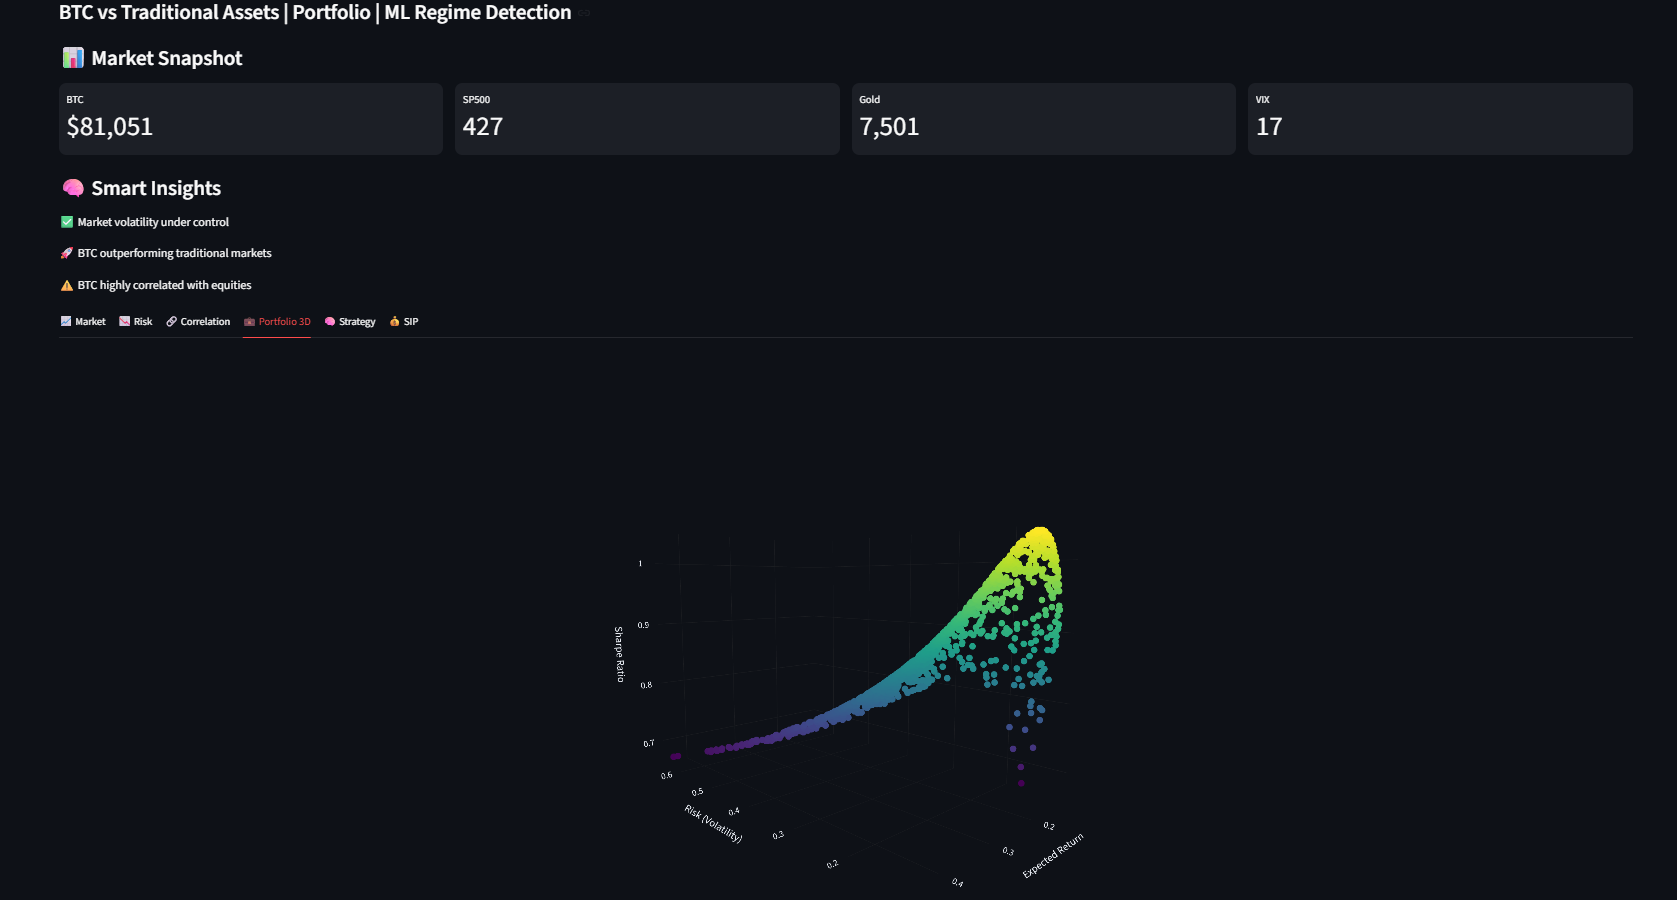 BTC vs Traditional Assets | Portfolio | ML Regime Detection
Market Snapshot
BTC
$81,051
SP500
427
Gold
7,501
VIX
17
Smart Insights
Market volatility under control
BTC outperforming traditional markets
BTC highly correlated with equities
Market Risk Correlation Portfolio 3D Strategy SIP
1
0.9
0.8
0.7
Sharpe Ratio
0.6
0.5
0.4
0.3
0.2
Risk (Volatility)
0.2
0.3
0.4
Expected Return